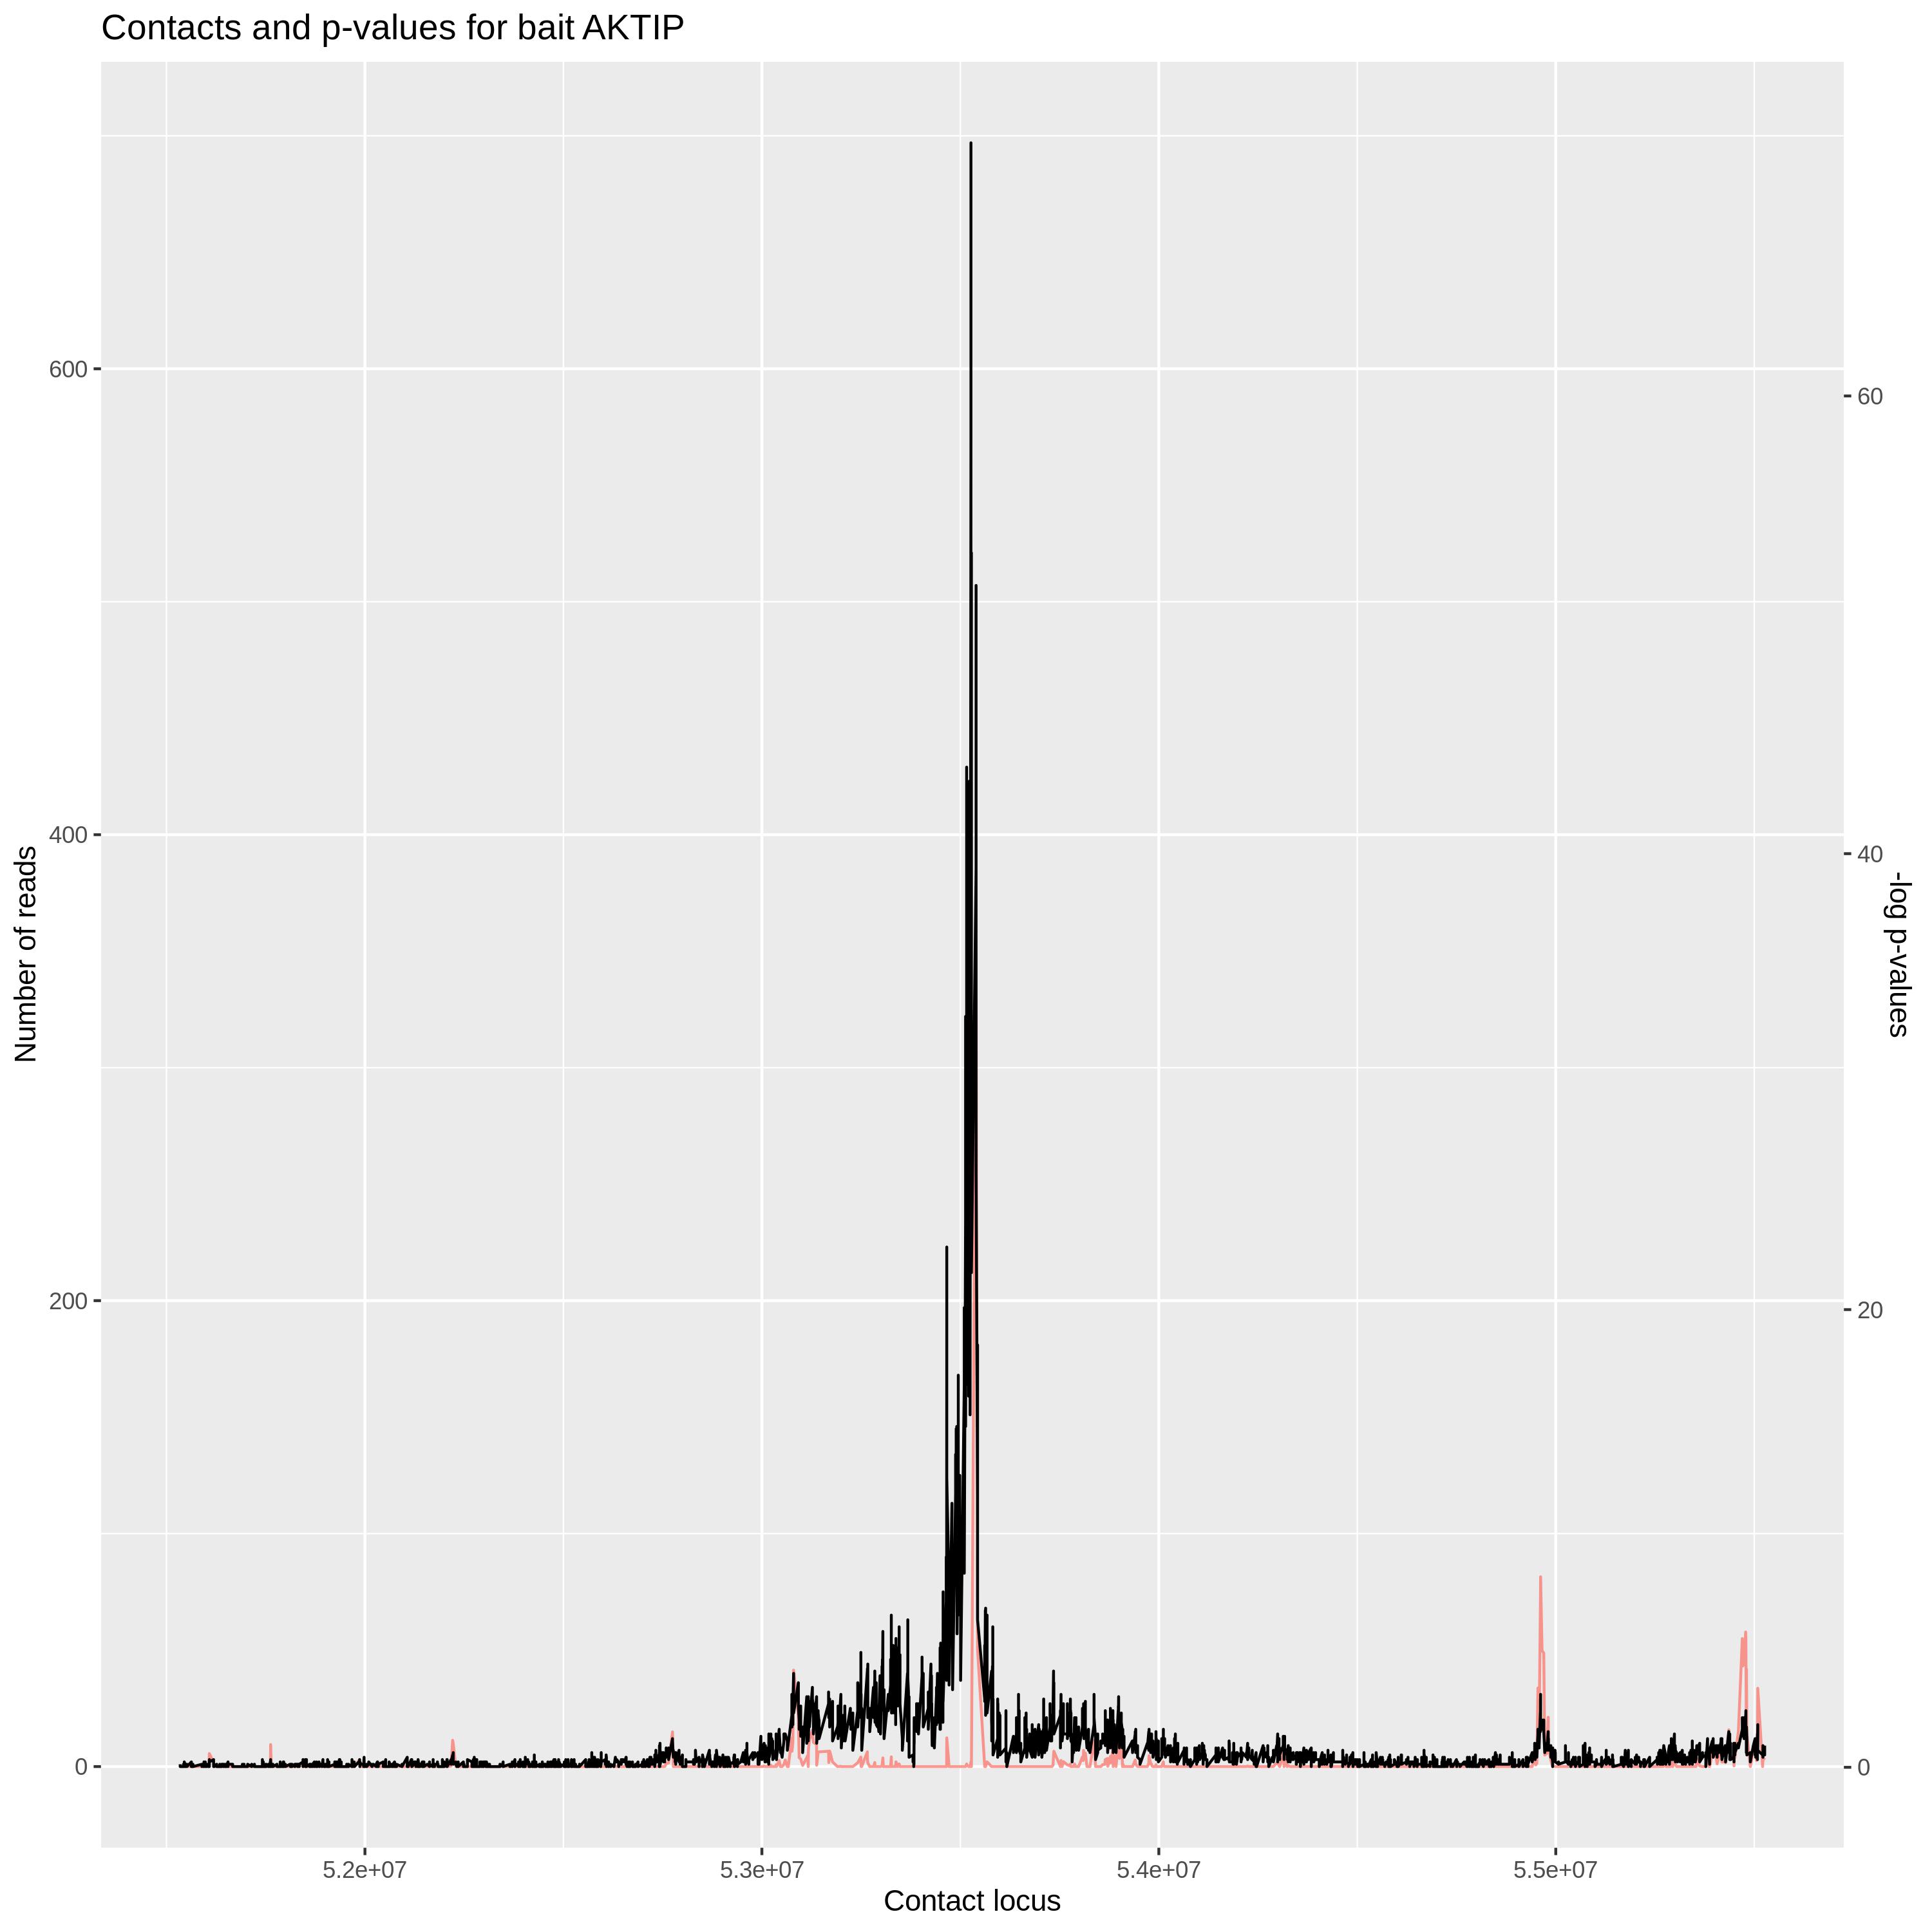 Contacts and p-values for bait AKTIP
Number of reads
600
400
200
0
60
40
20
0
-log p-values
5.2e+07
5.3e+07
5.4e+07
5.5e+07
Contact locus